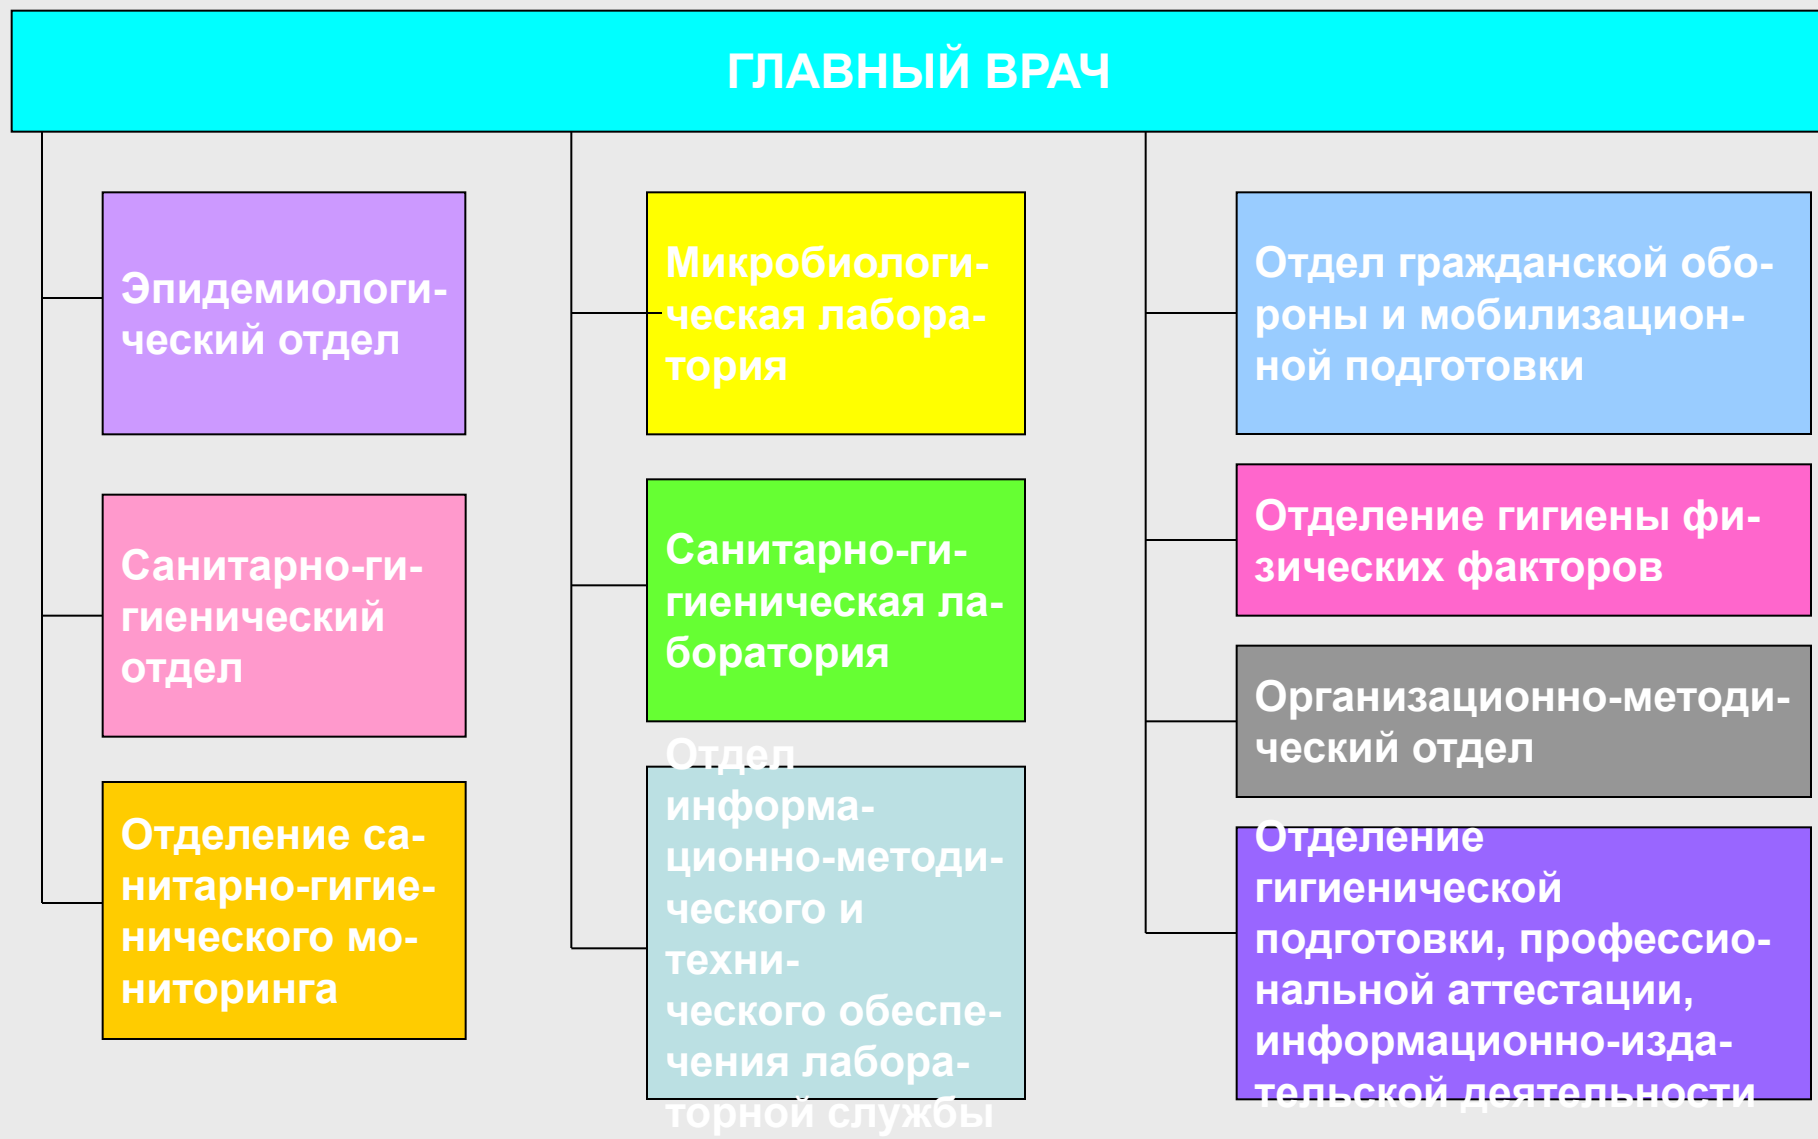 ГЛАВНЫЙ ВРАЧ
Эпидемиологи-
ческий отдел
Санитарно-ги-
гиенический
отдел
Отделение са-
нитарно-гигие-
нического мо-
ниторинга
Микробиологи-
ческая лабора-
тория
Санитарно-ги-
гиеническая ла-
боратория
Отдел
информа-
ционно-методи-
ческого и
техни-
ческого обеспе-
чения лабора-
торной службы
Отдел гражданской обо-
роны и мобилизацион-
ной подготовки
Отделение гигиены фи-
зических факторов
Организационно-методи-
ческий отдел
Отделение
гигиенической
подготовки, профессио-
нальной аттестации,
информационно-изда-
тельской деятельности